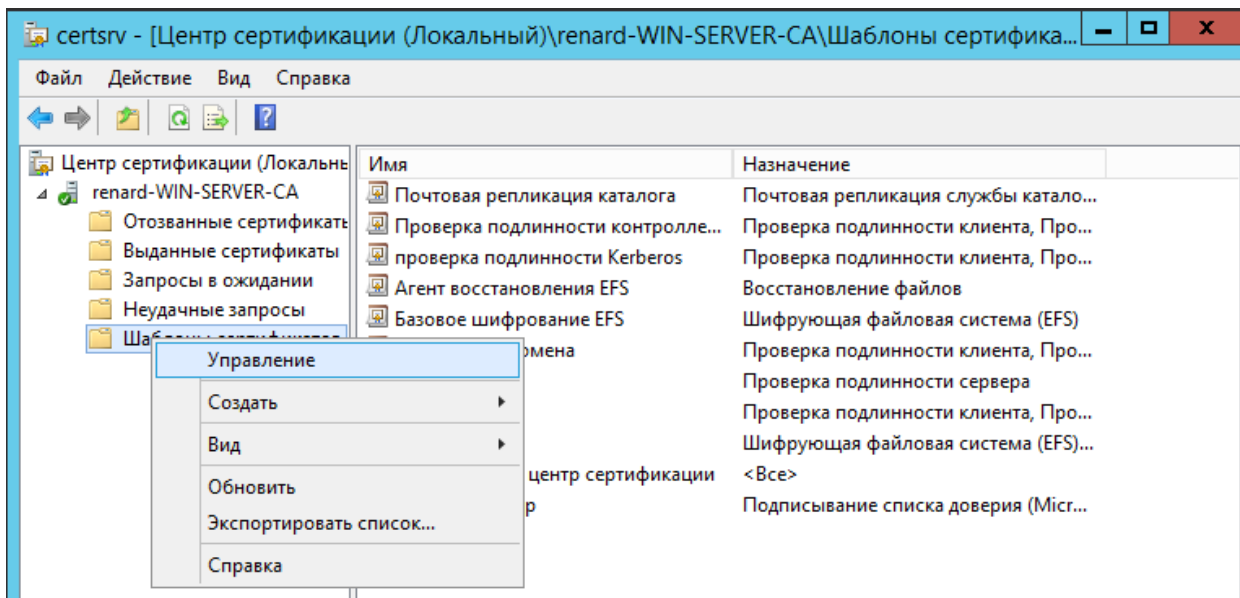 certsrv - [Центр сертификации (Локальный)\renard-WIN-SERVER-CA\Шаблоны сертифика...
Файл Действие Вид Справка
Центр сертификации (Локальнь
renard-WIN-SERVER-CA
Отозванные сертификать
Выданные сертификаты
Запросы в ожидании
Неудачные запросы
Имя Назначение
Почтовая репликация каталога Почтовая репликация службы катало...
Проверка подлинности контролле... Проверка подлинности клиента, Про...
проверка подлинности Kerberos Проверка подлинности клиента, Про...
Агент восстановления EFS Восстановление файлов
Базовое шифрование EFS Шифрующая файловая система (EFS)
омена Проверка подлинности клиента, Про...
Проверка подлинности сервера
Проверка подлинности клиента, Про...
Шифрующая файловая система (EFS)...
центр сертификации <Все>
р Подписывание списка доверия (Micr...
Управление
Создать
Вид
Обновить
Экспортировать список...
Справка